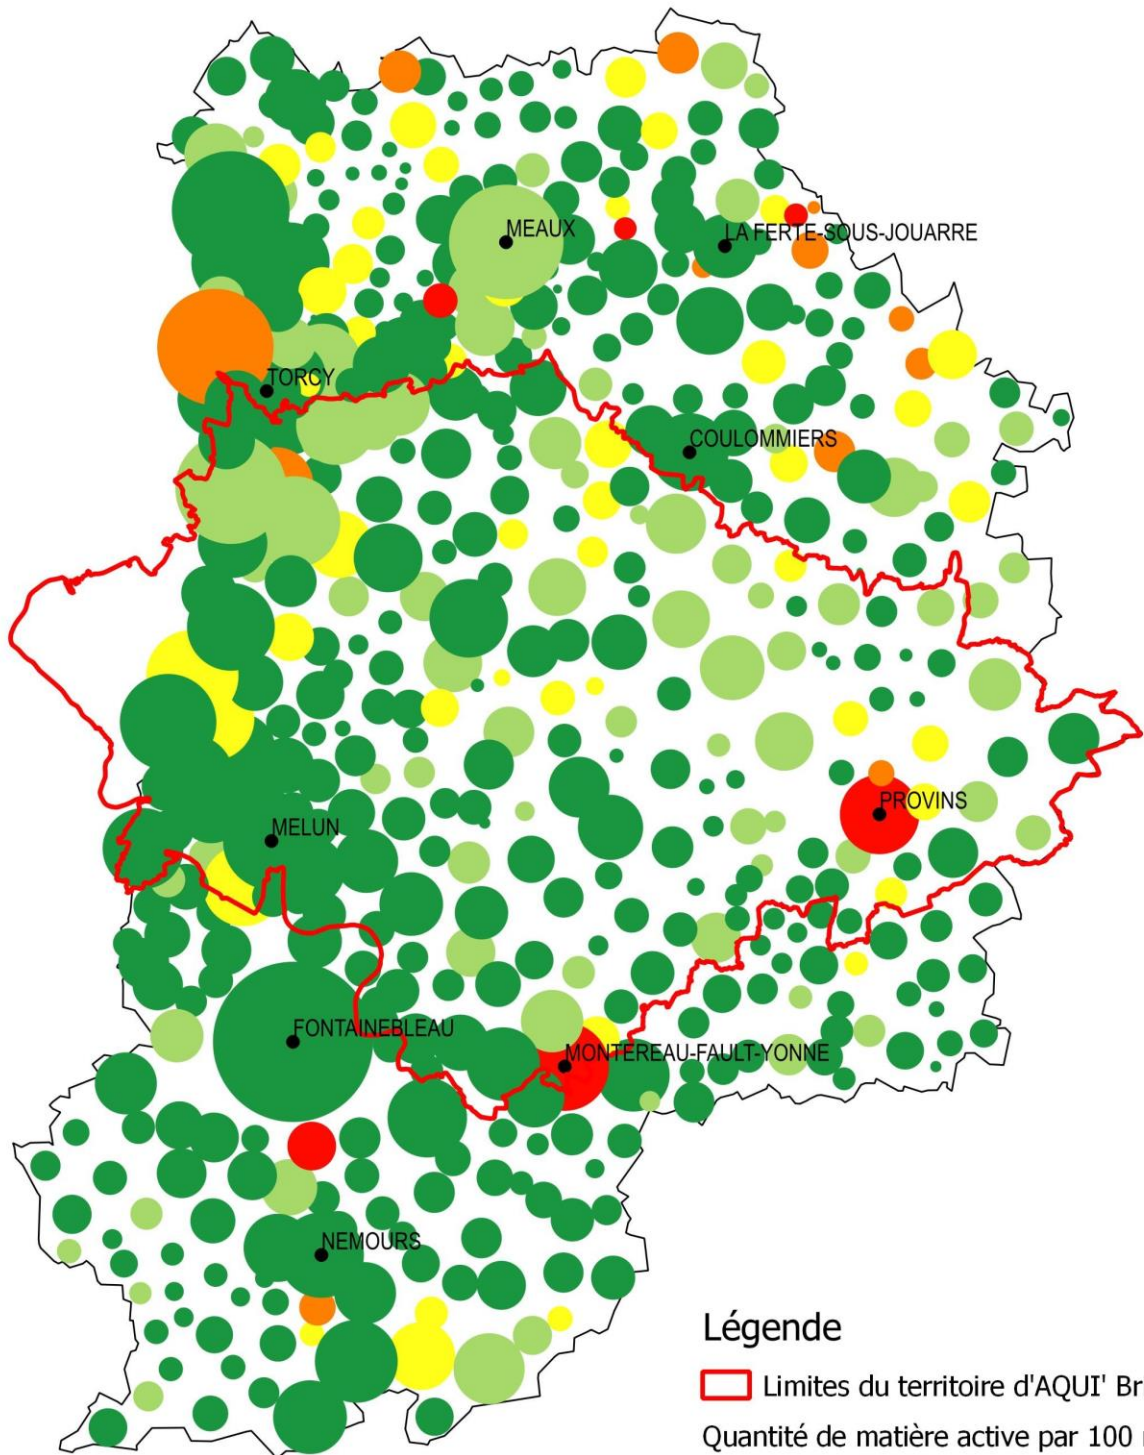 MEAUX
LA FERTE-SOUS-JOUARRE
TORCY
COULOMMIERS
PROVINS
MELUN
FONTAINEBLEAU
MONTEREAU-FAULT-YONNE
NEMOURS
Légende
Limites du territoire d'AQUI'
Quantité de matière active par 100